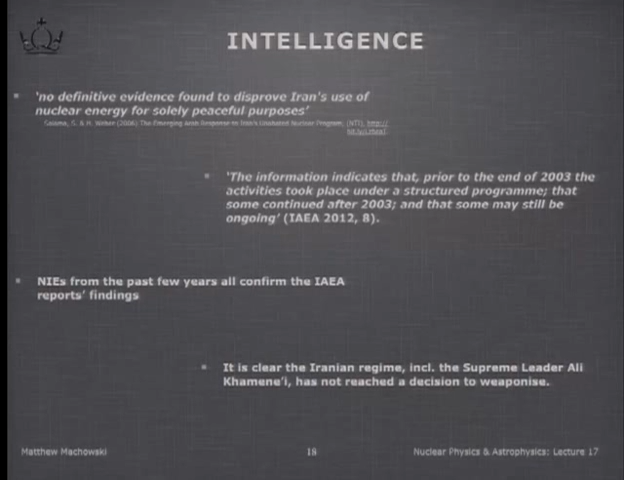 INTELLIGENCE
'no definitive evidence found to disprove Iran's use of
nuclear energy for solely peaceful purposes'
'The information indicates that, prior to the end of 2003 the
activities took place under a structured programme; that
some continued after 2003; and that some may still be
ongoing' (IAEA 2012, 8).
NIEs from the past few years all confirm the IAEA
reports' findings
It is clear the Iranian regime, incl. the Supreme Leader Ali
Khamene'i, has not reached a decision to weaponise.
Matthew Machowski
18
Nuclear Physics & Astrophysics: Lecture 17